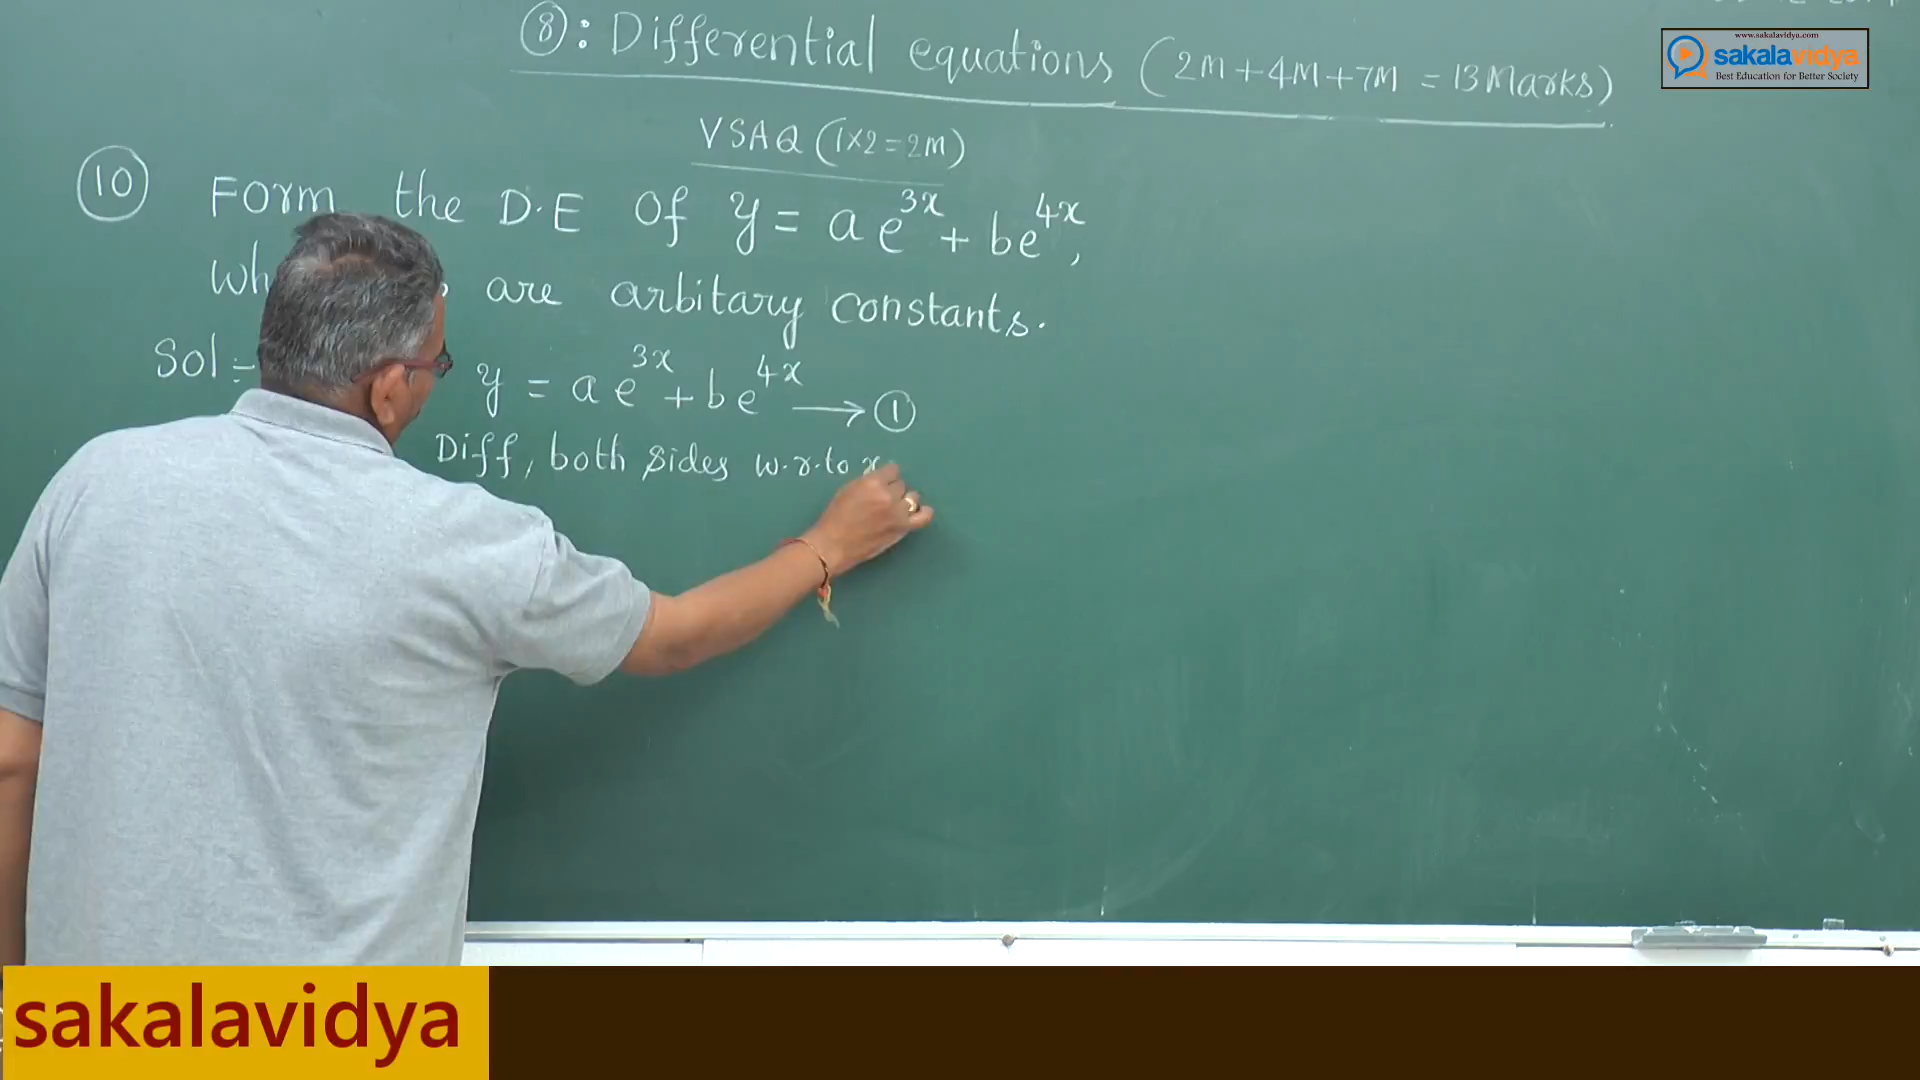 ⑧: Differential equations (2M+4M+7M = 13Marks)
www.sakalavidya.com
sakalavidya
Best Education for Better Society
VSAQ (1×2=2M)
⑩ Form the D.E Of y = ae^{3x} + be^{4x},
are arbitary constants.
Sol:- y = ae^{3x} + be^{4x} → ①
Diff, both sides w.r.to x
sakalavidya